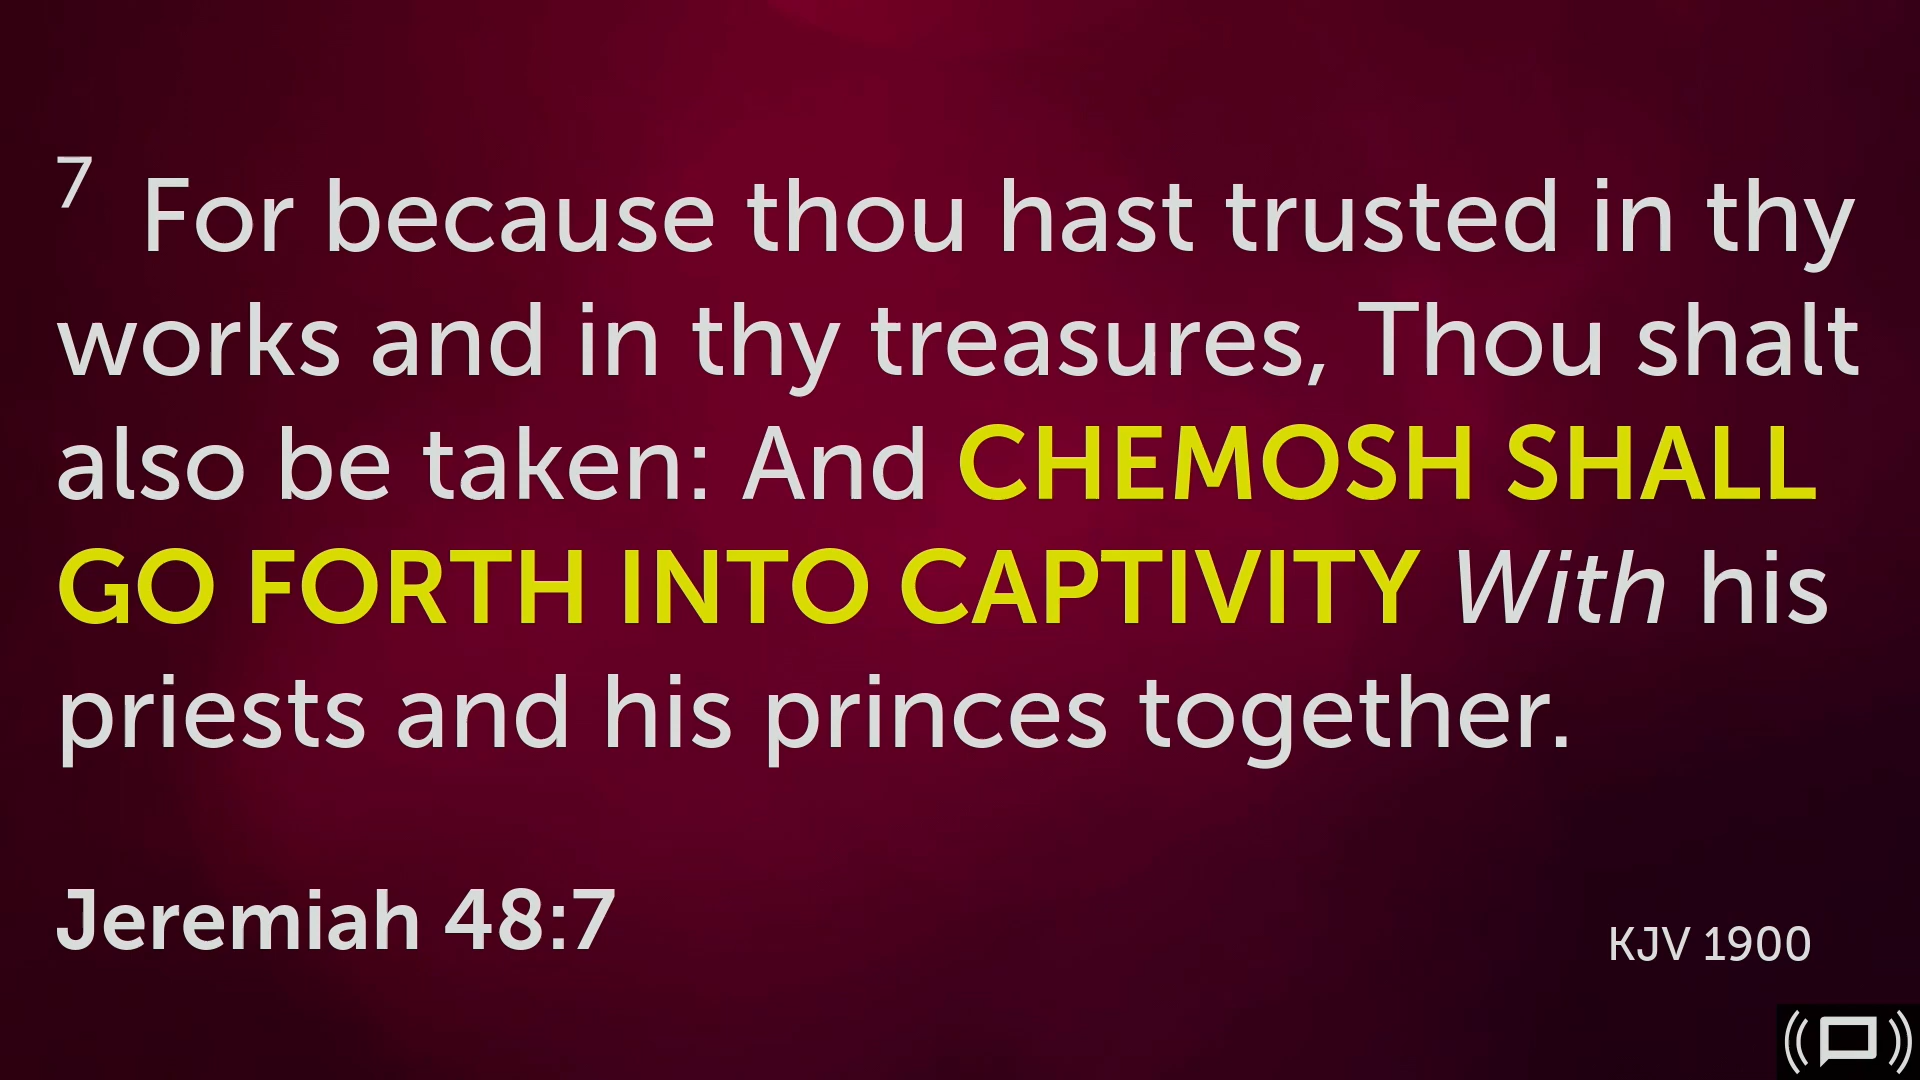 7 For because thou hast trusted in thy
works and in thy treasures, Thou shalt
also be taken: And CHEMOSH SHALL
GO FORTH INTO CAPTIVITY With his
priests and his princes together.
Jeremiah 48:7
KJV 1900